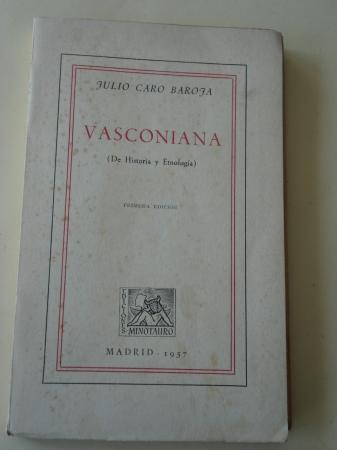 JULIO CARO BAROJA
VASCONIANA
(De Historia y Etnología)
PRIMERA EDICIÓN
EDICIONES
MINOTAURO
MADRID - 1957